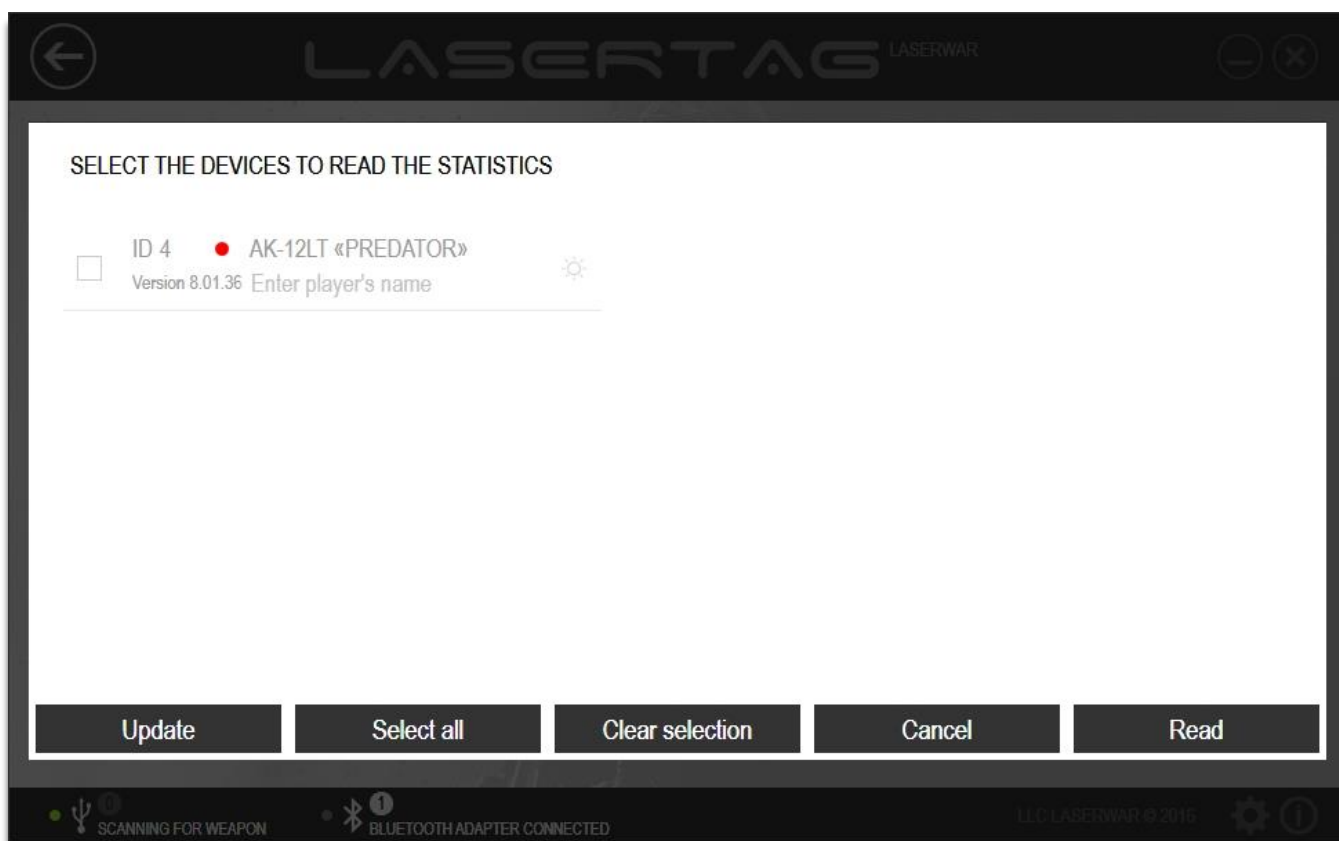 LASERTAG LASERWAR
SELECT THE DEVICES TO READ THE STATISTICS
ID 4 AK-12LT «PREDATOR»
Version 8.01.36 Enter player's name
Update Select all Clear selection Cancel Read
0 1
SCANNING FOR WEAPON BLUETOOTH ADAPTER CONNECTED LLC LASERWAR © 2016